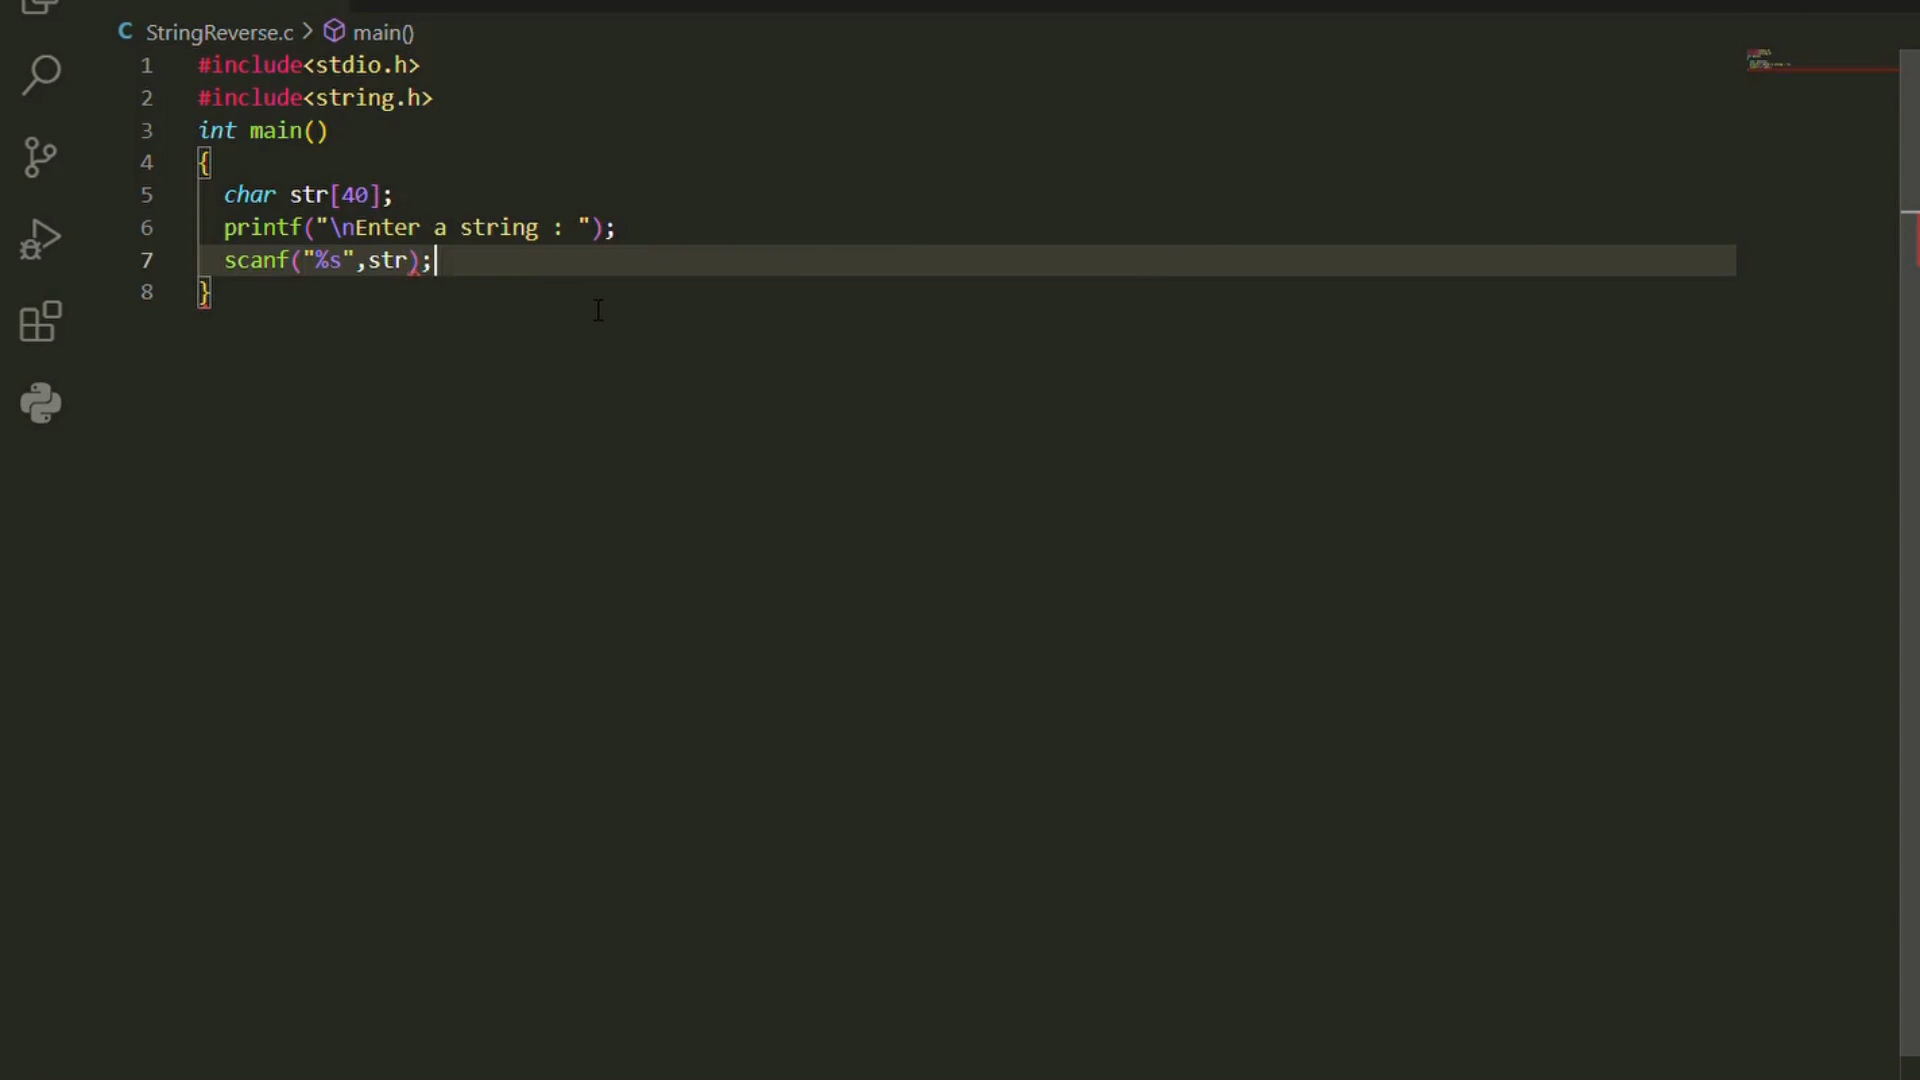 C StringReverse.c > main()
1 #include<stdio.h>
2 #include<string.h>
3 int main()
4 {
5 char str[40];
6 printf("\nEnter a string : ");
7 scanf("%s",str);
8 }